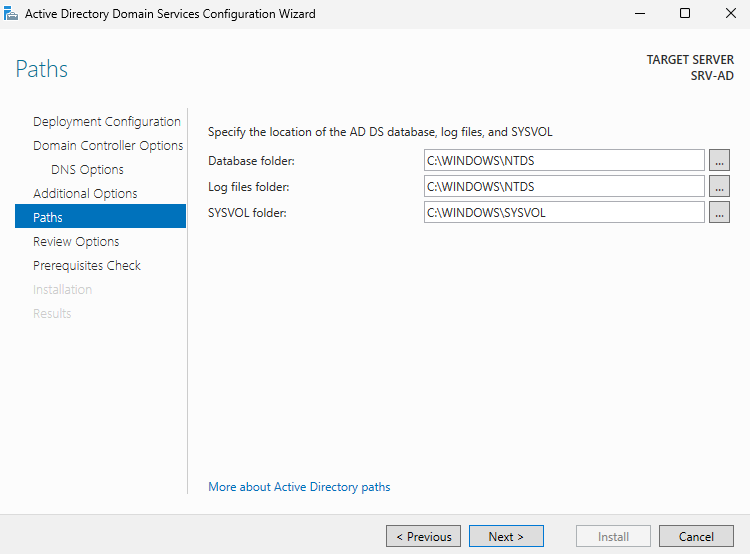 Active Directory Domain Services Configuration Wizard
Paths
TARGET SERVER
SRV-AD
Deployment Configuration
Domain Controller Options
DNS Options
Additional Options
Paths
Review Options
Prerequisites Check
Installation
Results
Specify the location of the AD DS database, log files, and SYSVOL
Database folder: C:\WINDOWS\NTDS ...
Log files folder: C:\WINDOWS\NTDS ...
SYSVOL folder: C:\WINDOWS\SYSVOL ...
More about Active Directory paths
< Previous Next > Install Cancel